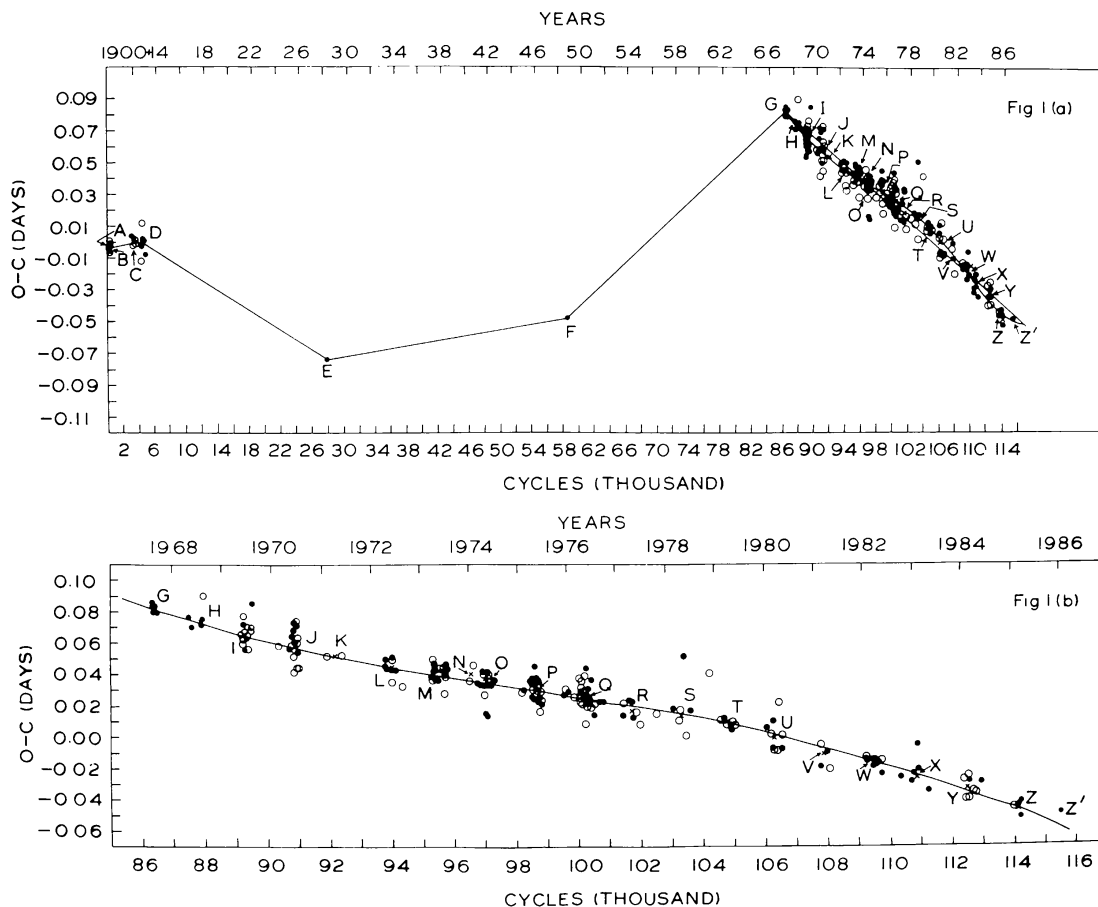 YEARS
1900 14 18 22 26 30 34 38 42 46 50 54 58 62 66 70 74 78 82 86
Fig 1(a)
0.09
0.07
0.05
0.03
0.01
-0.01
-0.03
-0.05
-0.07
-0.09
-0.11
O-C (DAYS)
A B C D E F G H I J K L M N O P Q R S T U V W X Y Z Z'
2 6 10 14 18 22 26 30 34 38 42 46 50 54 58 62 66 70 74 78 82 86 90 94 98 102 106 110 114
CYCLES (THOUSAND)
YEARS
1968 1970 1972 1974 1976 1978 1980 1982 1984 1986
Fig 1(b)
0.10
0.08
0.06
0.04
0.02
0.00
-0.02
-0.04
-0.06
O-C (DAYS)
G H I J K L M N O P Q R S T U V W X Y Z Z'
86 88 90 92 94 96 98 100 102 104 106 108 110 112 114 116
CYCLES (THOUSAND)